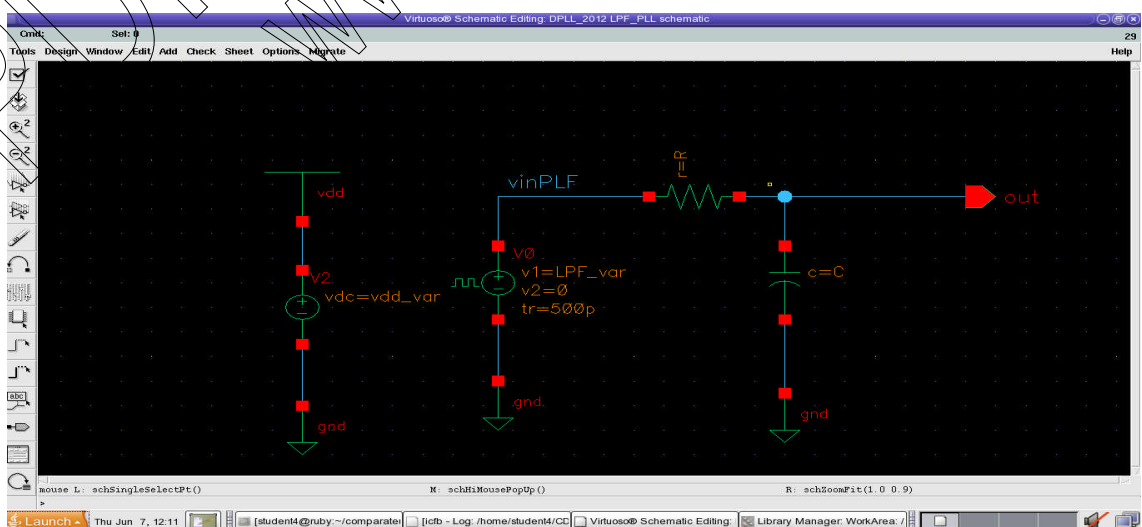 Virtuoso® Schematic Editing: DPLL_2012 LPF_PLL schematic
Cmd: Sel: 0 29
Tools Design Window Edit Add Check Sheet Options Migrate Help
r=R
vinPLF
vdd
out
V0
V2
v1=LPF_var
c=C
vdc=vdd_var
v2=0
tr=500p
gnd
gnd
gnd
abc
mouse L: schSingleSelectPt() M: schHiMousePopUp() R: schZoomFit(1.0 0.9)
>
Launch Thu Jun 7, 12:11 [student4@ruby:~/comparate [icfb - Log: /home/student4/CD Virtuoso® Schematic Editing: Library Manager: WorkArea: /